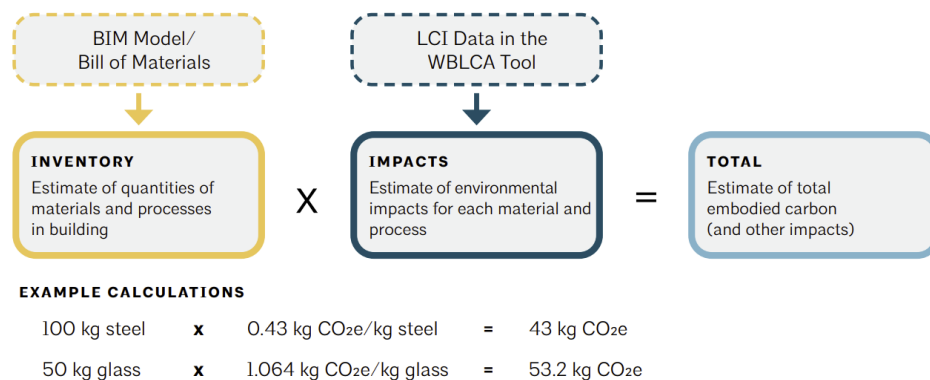 BIM Model/
Bill of Materials
LCI Data in the
WBLCA Tool
INVENTORY
Estimate of quantities of
materials and processes
in building
X
IMPACTS
Estimate of environmental
impacts for each material and
process
=
TOTAL
Estimate of total
embodied carbon
(and other impacts)
EXAMPLE CALCULATIONS
100 kg steel x 0.43 kg CO2e/kg steel = 43 kg CO2e
50 kg glass x 1.064 kg CO2e/kg glass = 53.2 kg CO2e